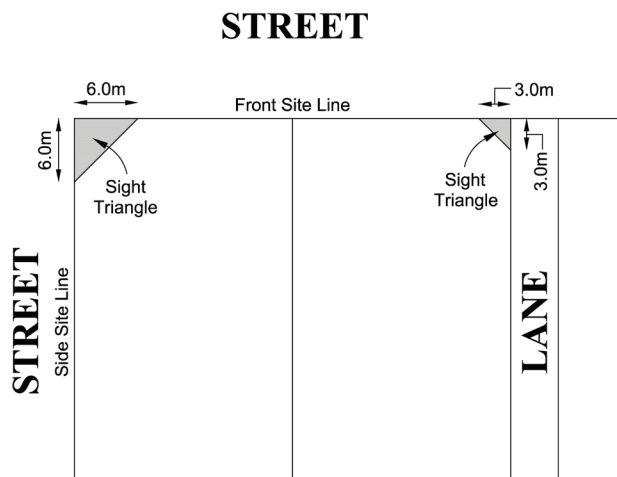 STREET
6.0m
3.0m
Front Site Line
6.0m
3.0m
Sight
Triangle
Sight
Triangle
STREET
Side Site Line
LANE